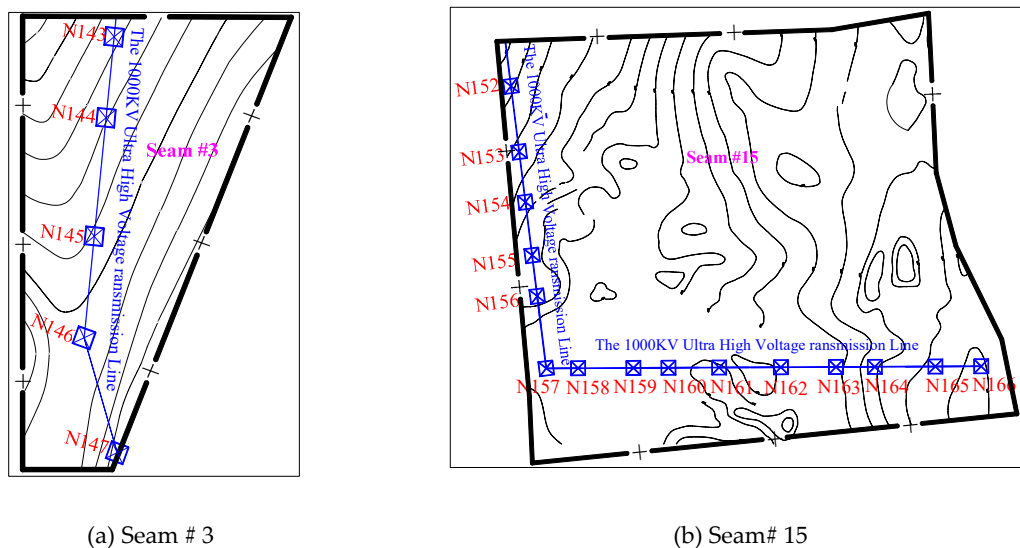 N143
N144
Seam #3
The 1000KV Ultra High Voltage ransmission Line
N145
N146
N147
(a) Seam # 3
N152
N153
N154
N155
N156
The 1000KV Ultra High Voltage ransmission Line
Seam #15
The 1000KV Ultra High Voltage ransmission Line
N157
N158
N159
N160
N161
N162
N163
N164
N165
N166
(b) Seam# 15